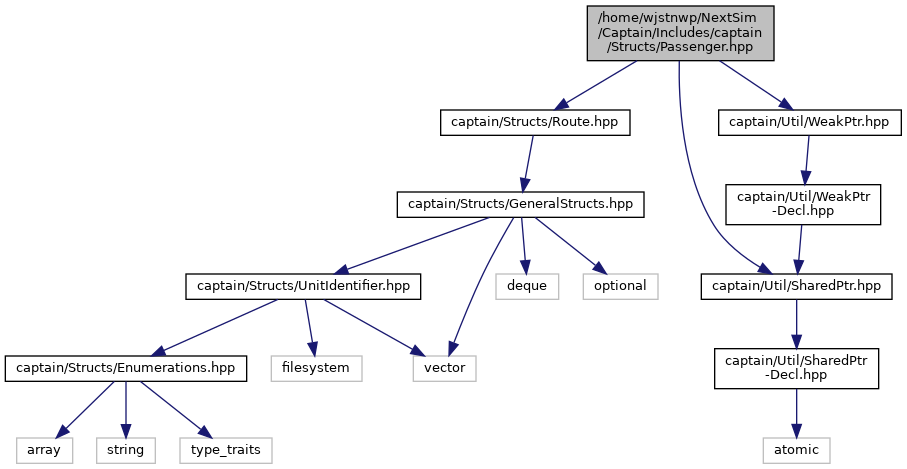 /home/wjstnwp/NextSim
/Captain/Includes/captain
/Structs/Passenger.hpp
captain/Structs/Route.hpp
captain/Util/WeakPtr.hpp
captain/Util/WeakPtr
-Decl.hpp
captain/Structs/GeneralStructs.hpp
captain/Structs/UnitIdentifier.hpp
deque
optional
captain/Util/SharedPtr.hpp
captain/Structs/Enumerations.hpp
filesystem
vector
captain/Util/SharedPtr
-Decl.hpp
array
string
type_traits
atomic